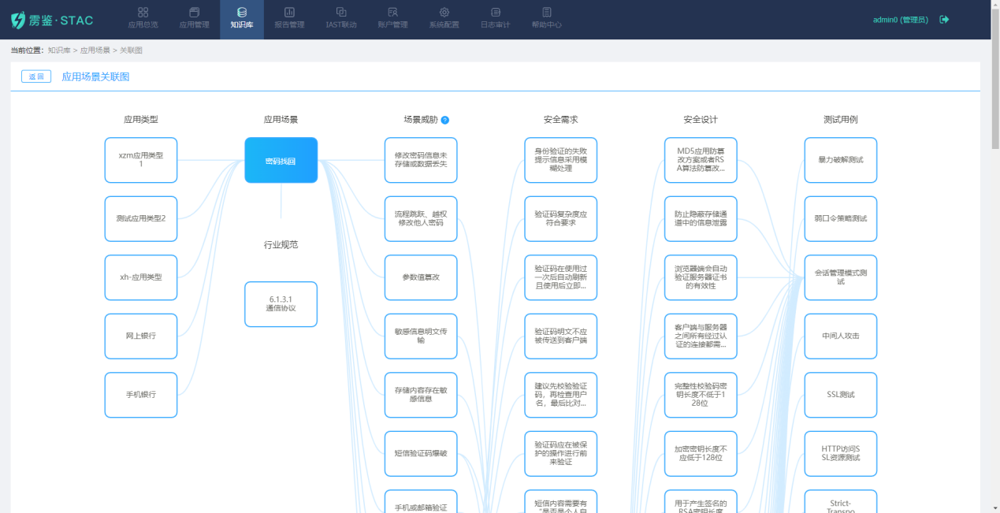 雳鉴·STAC
应用总览
应用管理
知识库
报告管理
IAST联动
账户管理
系统配置
日志审计
帮助中心
admin0 (管理员)
当前位置：知识库 > 应用场景 > 关联图
返回
应用场景关联图
应用类型
xzm应用类型
1
测试应用类型2
xh-应用类型
网上银行
手机银行
应用场景
密码找回
行业规范
6.1.3.1
通信协议
场景威胁 ?
修改密码信息未
存储或数据丢失
流程跳跃、越权
修改他人密码
参数值篡改
敏感信息明文传
输
存储内容存在敏
感信息
短信验证码爆破
手机或邮箱验证
安全需求
身份验证的失败
提示信息采用模
糊处理
验证码复杂度应
符合要求
验证码在使用过
一次后自动刷新
且使用后立即...
验证码明文不应
被传送到客户端
建议先校验验证
码，再检查用户
名，最后比对...
验证码应在被保
护的操作进行前
来验证
短信内容需要有
“是否是个人自
安全设计
MD5应用防篡
改方案或者RS
A算法防篡改...
防止隐蔽存储通
道中的信息泄露
浏览器端会自动
验证服务器证书
的有效性
客户端与服务器
之间所有经过认
证的连接都需...
完整性校验码密
钥长度不低于1
28位
加密密钥长度不
应低于128位
用于产生签名的
RSA密钥长度
测试用例
暴力破解测试
弱口令策略测试
会话管理模式测
试
中间人攻击
SSL测试
HTTP访问S
SL资源测试
Strict-
Transpo